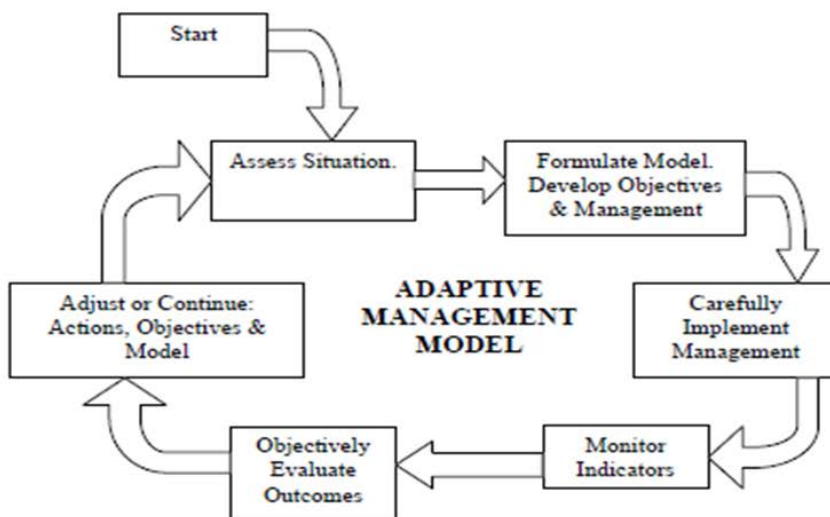 Start
Assess Situation.
Formulate Model.
Develop Objectives
& Management
Carefully
Implement
Management
Monitor
Indicators
Objectively
Evaluate
Outcomes
Adjust or Continue:
Actions, Objectives &
Model
ADAPTIVE
MANAGEMENT
MODEL